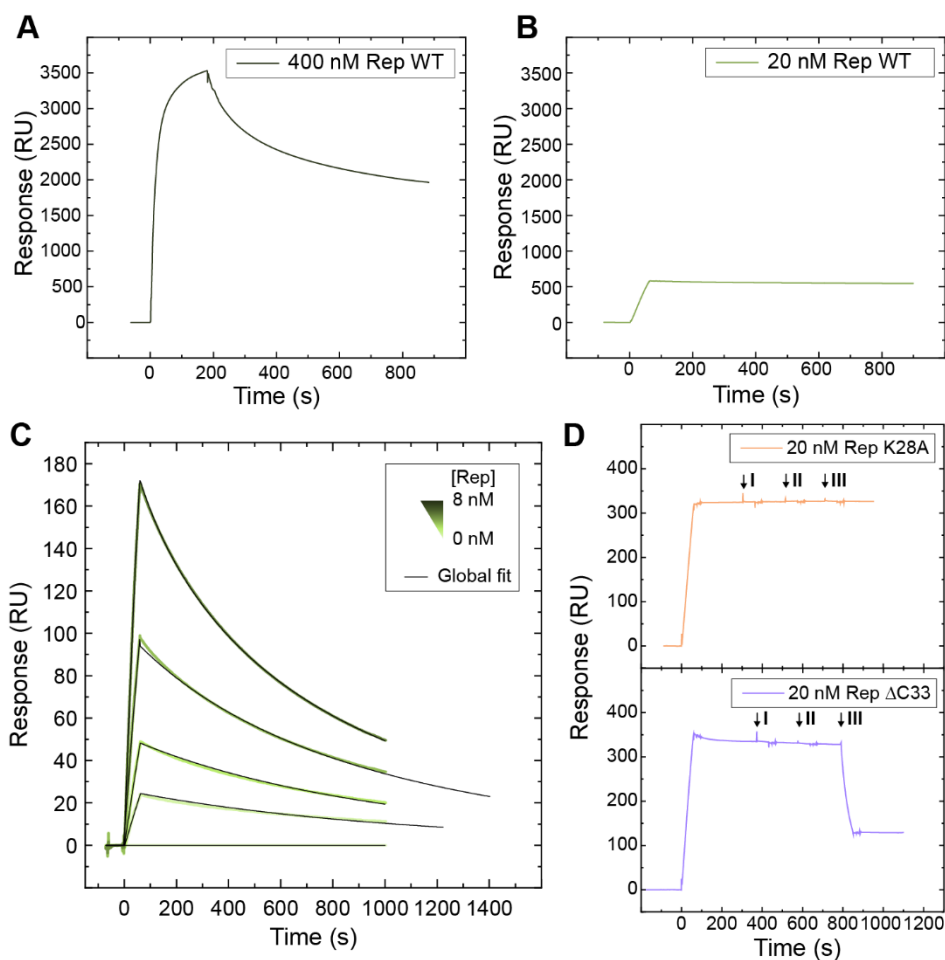 A
400 nM Rep WT
3500
3000
2500
2000
1500
1000
500
0
Response (RU)
0 200 400 600 800
Time (s)
B
20 nM Rep WT
3500
3000
2500
2000
1500
1000
500
0
Response (RU)
0 200 400 600 800
Time (s)
C
[Rep]
8 nM
0 nM
Global fit
180
160
140
120
100
80
60
40
20
0
Response (RU)
0 200 400 600 800 1000 1200 1400
Time (s)
D
20 nM Rep K28A
400
300
200
100
0
I II III
20 nM Rep ΔC33
400
300
200
100
0
I II III
Response (RU)
0 200 400 600 800 1000 1200
Time (s)